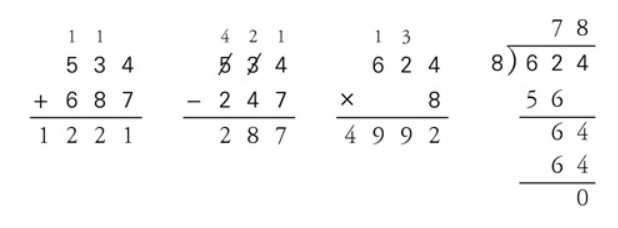 1 1
5 3 4
+ 6 8 7
1 2 2 1
4 2 1
5 3 4
− 2 4 7
2 8 7
1 3
6 2 4
× 8
4 9 9 2
7 8
8)6 2 4
5 6
6 4
6 4
0